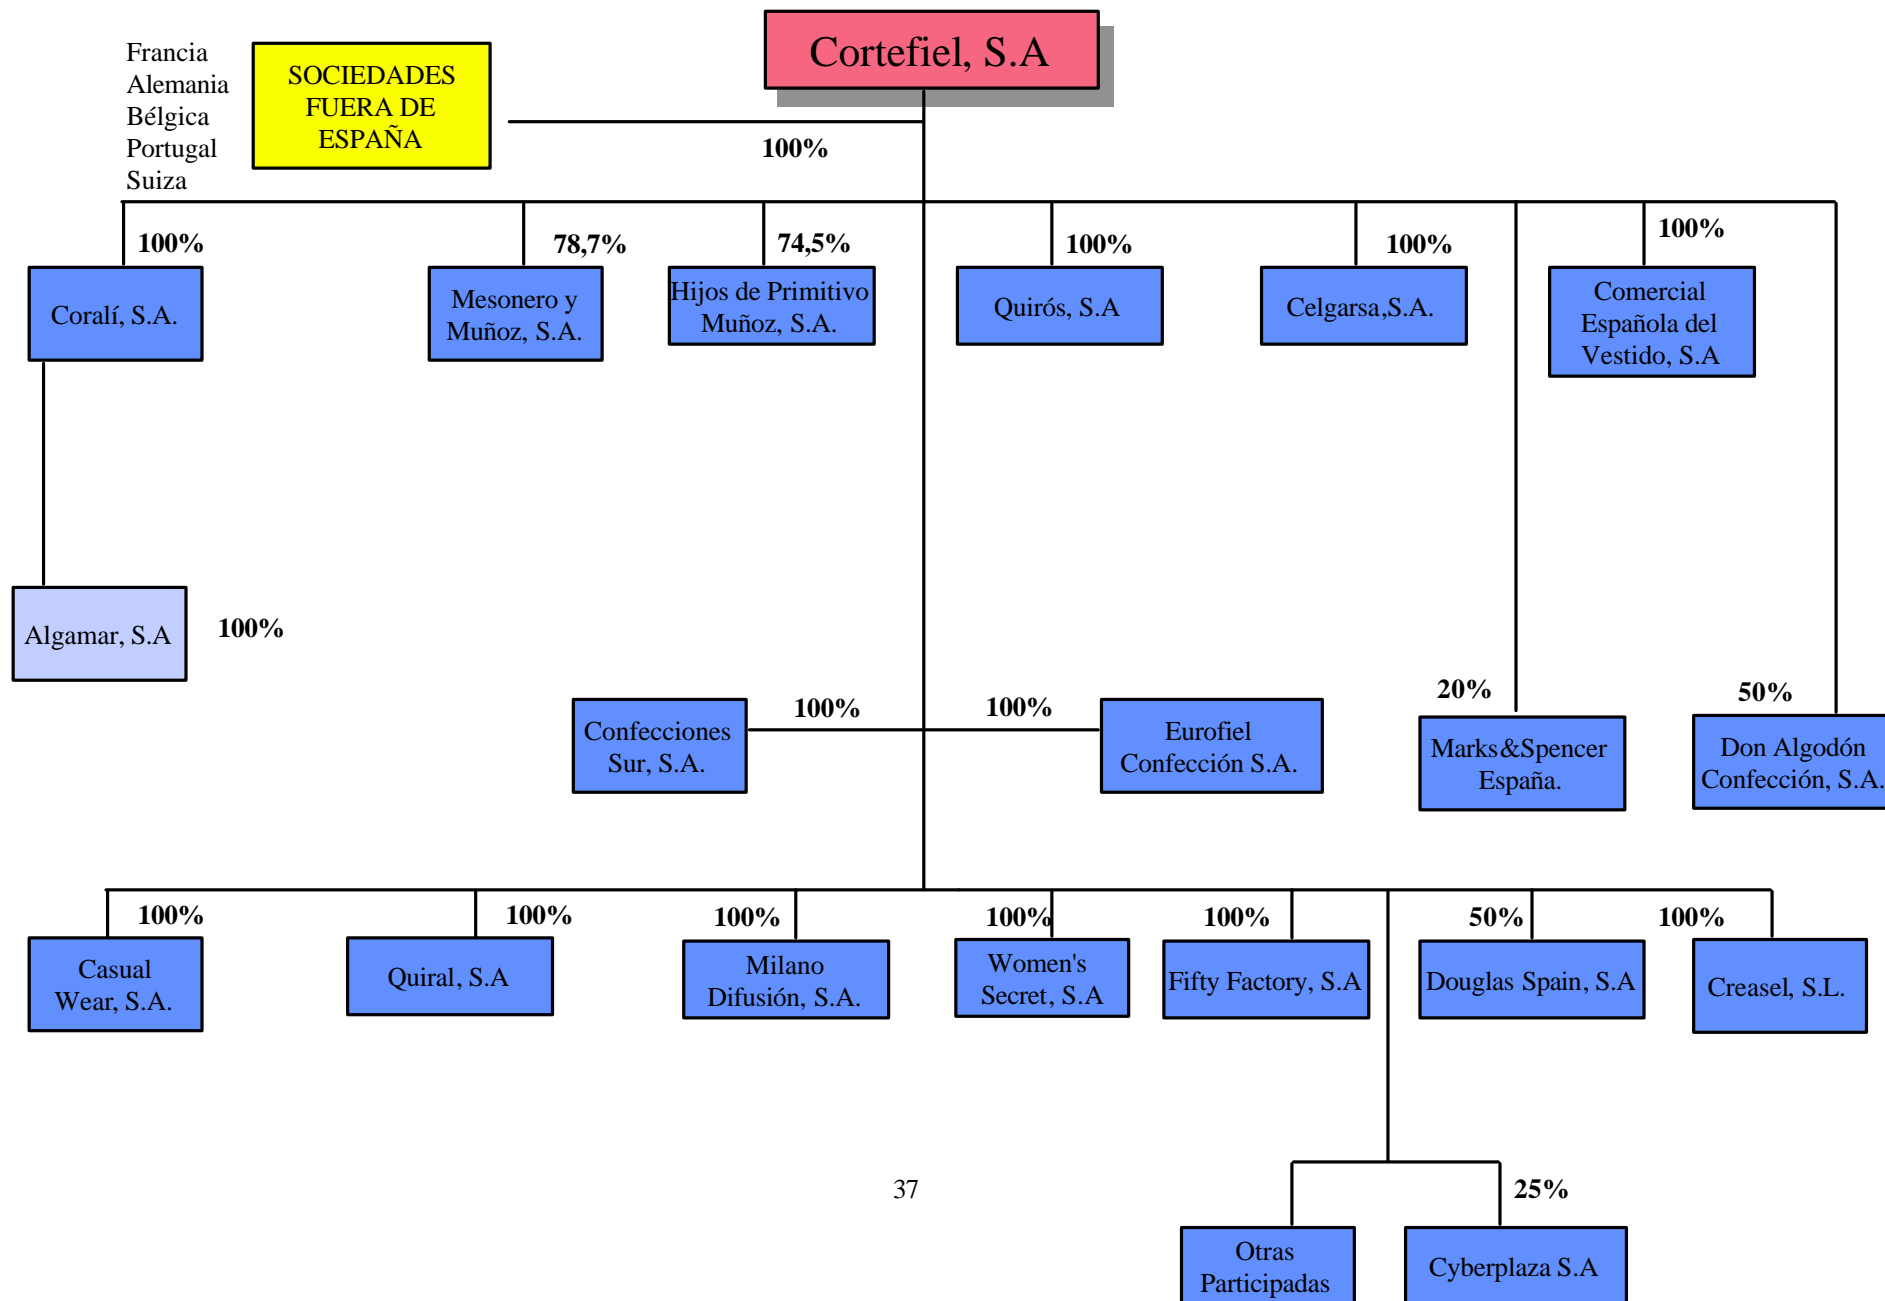 Cortefiel, S.A
Francia
Alemania
Bélgica
Portugal
Suiza
SOCIEDADES
FUERA DE
ESPAÑA
100%
100%
78,7%
74,5%
100%
100%
100%
Coralí, S.A.
Mesonero y
Muñoz, S.A.
Hijos de Primitivo
Muñoz, S.A.
Quirós, S.A
Celgarsa,S.A.
Comercial
Española del
Vestido, S.A
Algamar, S.A
100%
Confecciones
Sur, S.A.
100%
100%
Eurofiel
Confección S.A.
20%
Marks&Spencer
España.
50%
Don Algodón
Confección, S.A.
100%
100%
100%
100%
100%
50%
100%
Casual
Wear, S.A.
Quiral, S.A
Milano
Difusión, S.A.
Women's
Secret, S.A
Fifty Factory, S.A
Douglas Spain, S.A
Creasel, S.L.
37
25%
Otras
Participadas
Cyberplaza S.A